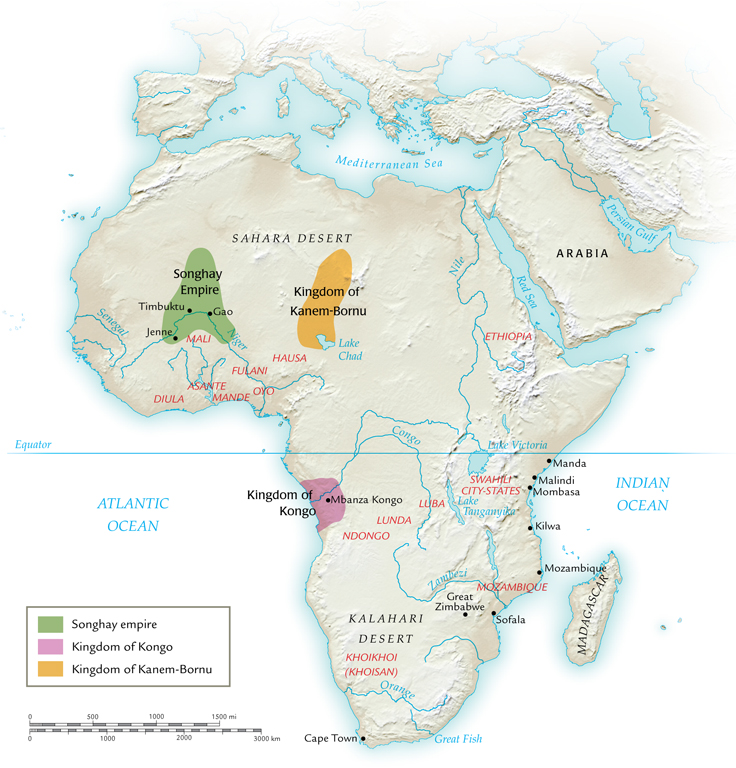 Mediterranean Sea
SAHARA DESERT
ARABIA
Persian Gulf
Nile
Red Sea
Songhay
Empire
Timbuktu
Gao
Jenne
MALI
Senegal
Niger
Kingdom of
Kanem-Bornu
Lake
Chad
HAUSA
FULANI
ASANTE
OYO
DIULA
MANDE
ETHIOPIA
Equator
Congo
Lake Victoria
Manda
Malindi
Mombasa
SWAHILI
CITY-STATES
INDIAN
OCEAN
ATLANTIC
OCEAN
Kingdom of
Kongo
Mbanza Kongo
LUBA
Lake
Tanganyika
LUNDA
NDONGO
Kilwa
Mozambique
Zambezi
MOZAMBIQUE
Great
Zimbabwe
Sofala
MADAGASCAR
KALAHARI
DESERT
KHOIKHOI
(KHOISAN)
Orange
Cape Town
Great Fish
Songhay empire
Kingdom of Kongo
Kingdom of Kanem-Bornu
0 500 1000 1500 mi
0 1000 2000 3000 km